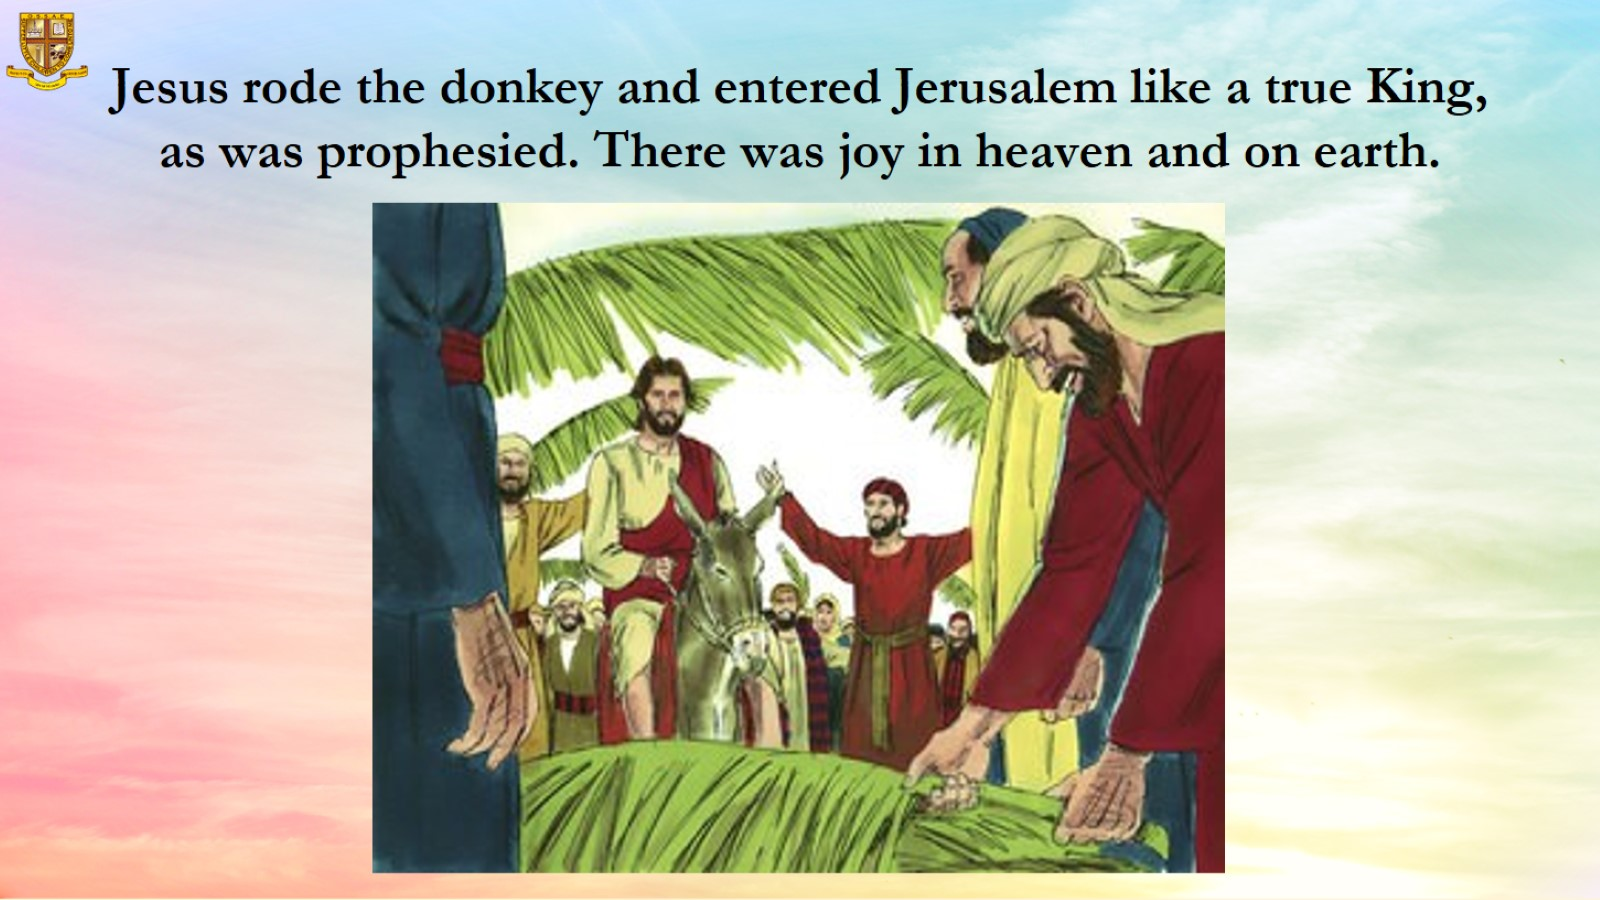 O.S.S.A.E.
Jesus rode the donkey and entered Jerusalem like a true King,
as was prophesied. There was joy in heaven and on earth.